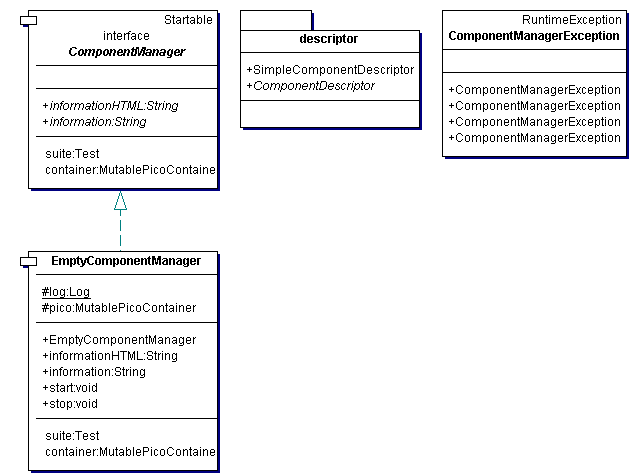 Startable
interface
ComponentManager
+informationHTML:String
+information:String
suite:Test
container:MutablePicoContaine
descriptor
+SimpleComponentDescriptor
+ComponentDescriptor
RuntimeException
ComponentManagerException
+ComponentManagerException
+ComponentManagerException
+ComponentManagerException
+ComponentManagerException
EmptyComponentManager
#log:Log
#pico:MutablePicoContainer
+EmptyComponentManager
+informationHTML:String
+information:String
+start:void
+stop:void
suite:Test
container:MutablePicoContaine